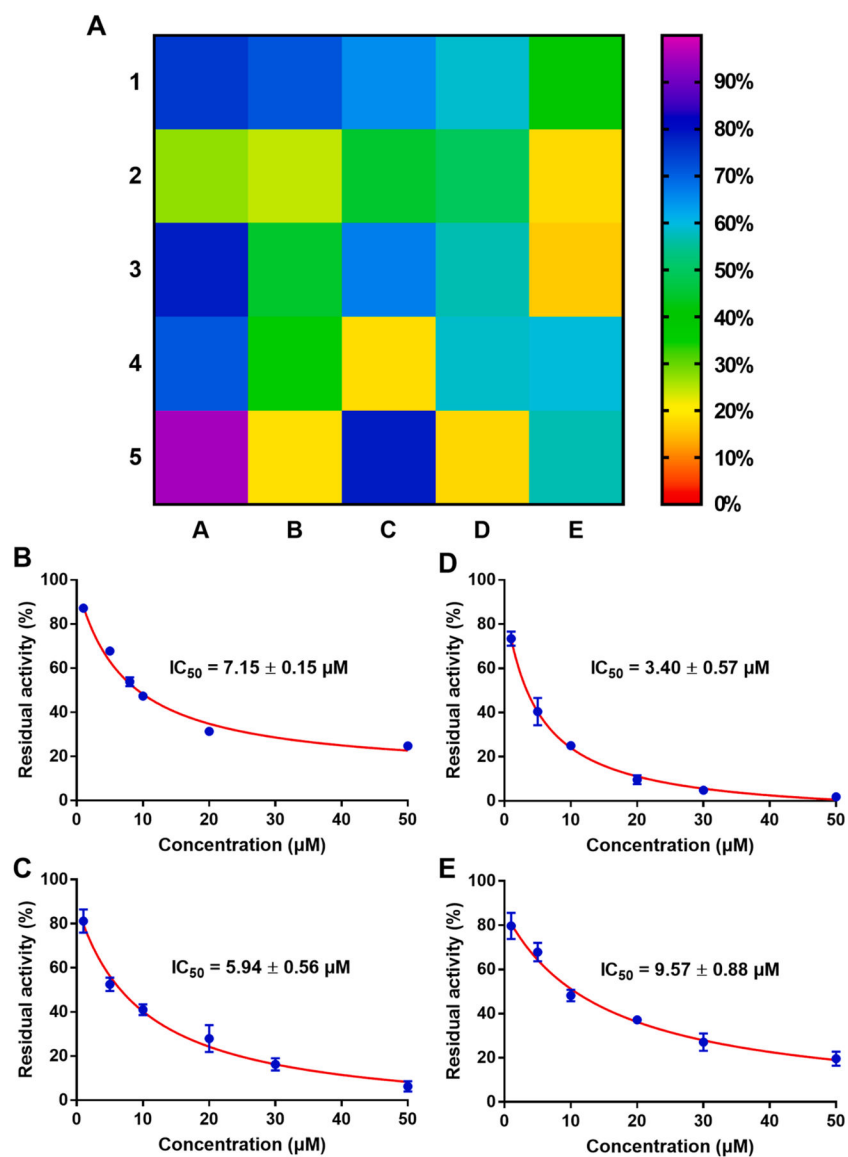 A
1
2
3
4
5
A B C D E
90%
80%
70%
60%
50%
40%
30%
20%
10%
0%
B
Residual activity (%)
100
80
60
40
20
0
IC50 = 7.15 ± 0.15 µM
0 10 20 30 40 50
Concentration (µM)
D
Residual activity (%)
100
80
60
40
20
0
IC50 = 3.40 ± 0.57 µM
0 10 20 30 40 50
Concentration (µM)
C
Residual activity (%)
100
80
60
40
20
0
IC50 = 5.94 ± 0.56 µM
0 10 20 30 40 50
Concentration (µM)
E
Residual activity (%)
100
80
60
40
20
0
IC50 = 9.57 ± 0.88 µM
0 10 20 30 40 50
Concentration (µM)